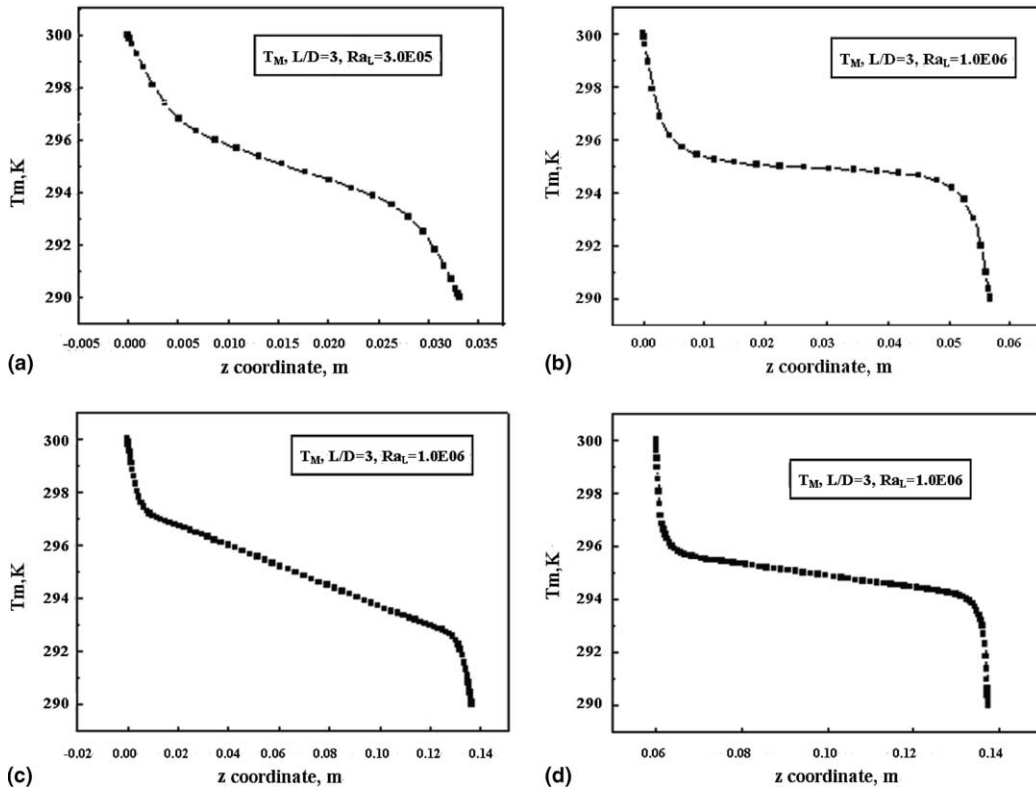 300
298
296
294
292
290
Tm,K
T_M, L/D=3, Ra_L=3.0E05
-0.005 0.000 0.005 0.010 0.015 0.020 0.025 0.030 0.035
z coordinate, m
(a)
300
298
296
294
292
290
Tm,K
T_M, L/D=3, Ra_L=1.0E06
0.00 0.01 0.02 0.03 0.04 0.05 0.06
z coordinate, m
(b)
300
298
296
294
292
290
Tm,K
T_M, L/D=3, Ra_L=1.0E06
-0.02 0.00 0.02 0.04 0.06 0.08 0.10 0.12 0.14
z coordinate, m
(c)
300
298
296
294
292
290
Tm,K
T_M, L/D=3, Ra_L=1.0E06
0.06 0.08 0.10 0.12 0.14
z coordinate, m
(d)